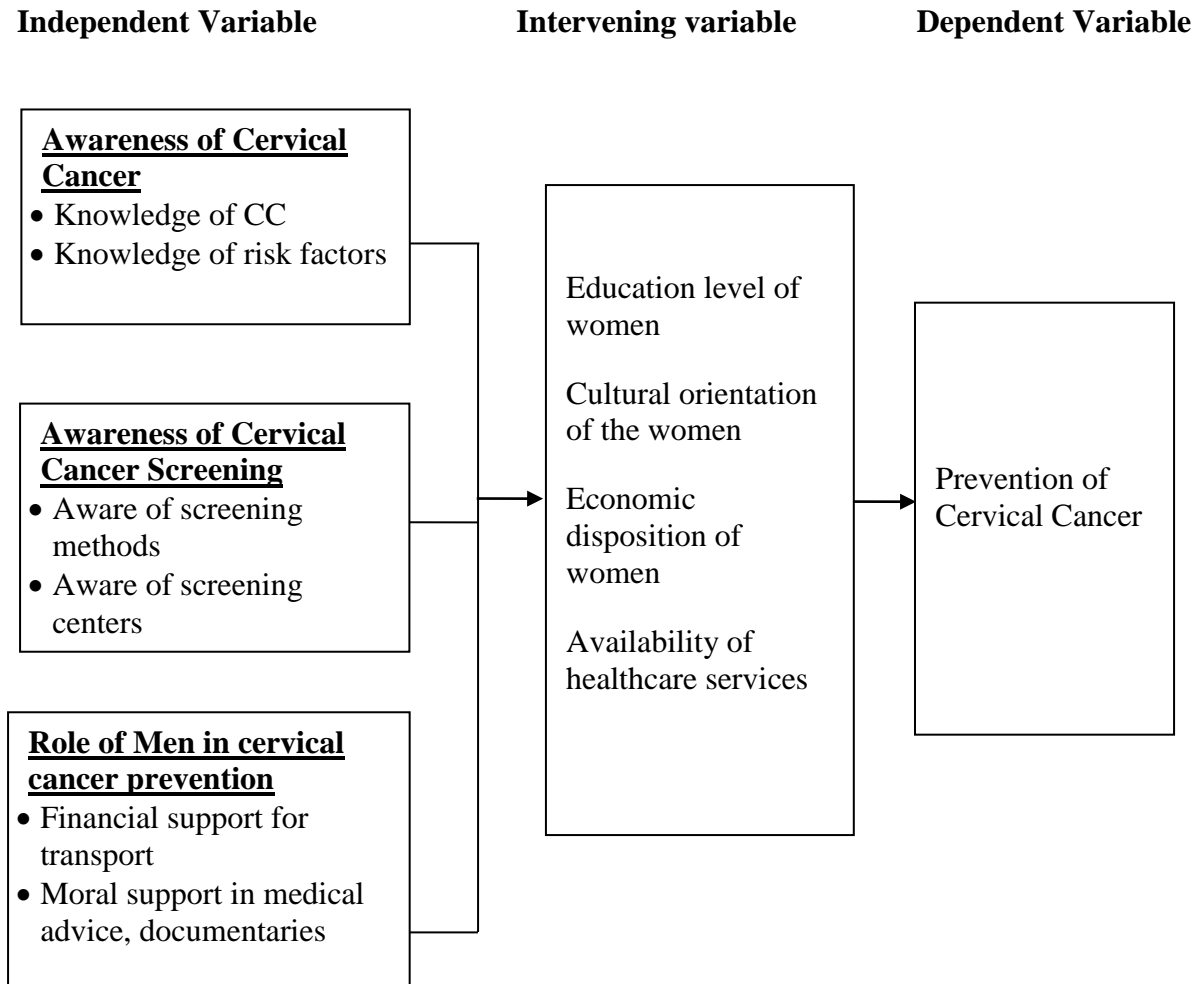 Independent Variable
Intervening variable
Dependent Variable
Awareness of Cervical
Cancer
• Knowledge of CC
• Knowledge of risk factors
Awareness of Cervical
Cancer Screening
• Aware of screening
methods
• Aware of screening
centers
Role of Men in cervical
cancer prevention
• Financial support for
transport
• Moral support in medical
advice, documentaries
Education level of
women
Cultural orientation
of the women
Economic
disposition of
women
Availability of
healthcare services
Prevention of
Cervical Cancer